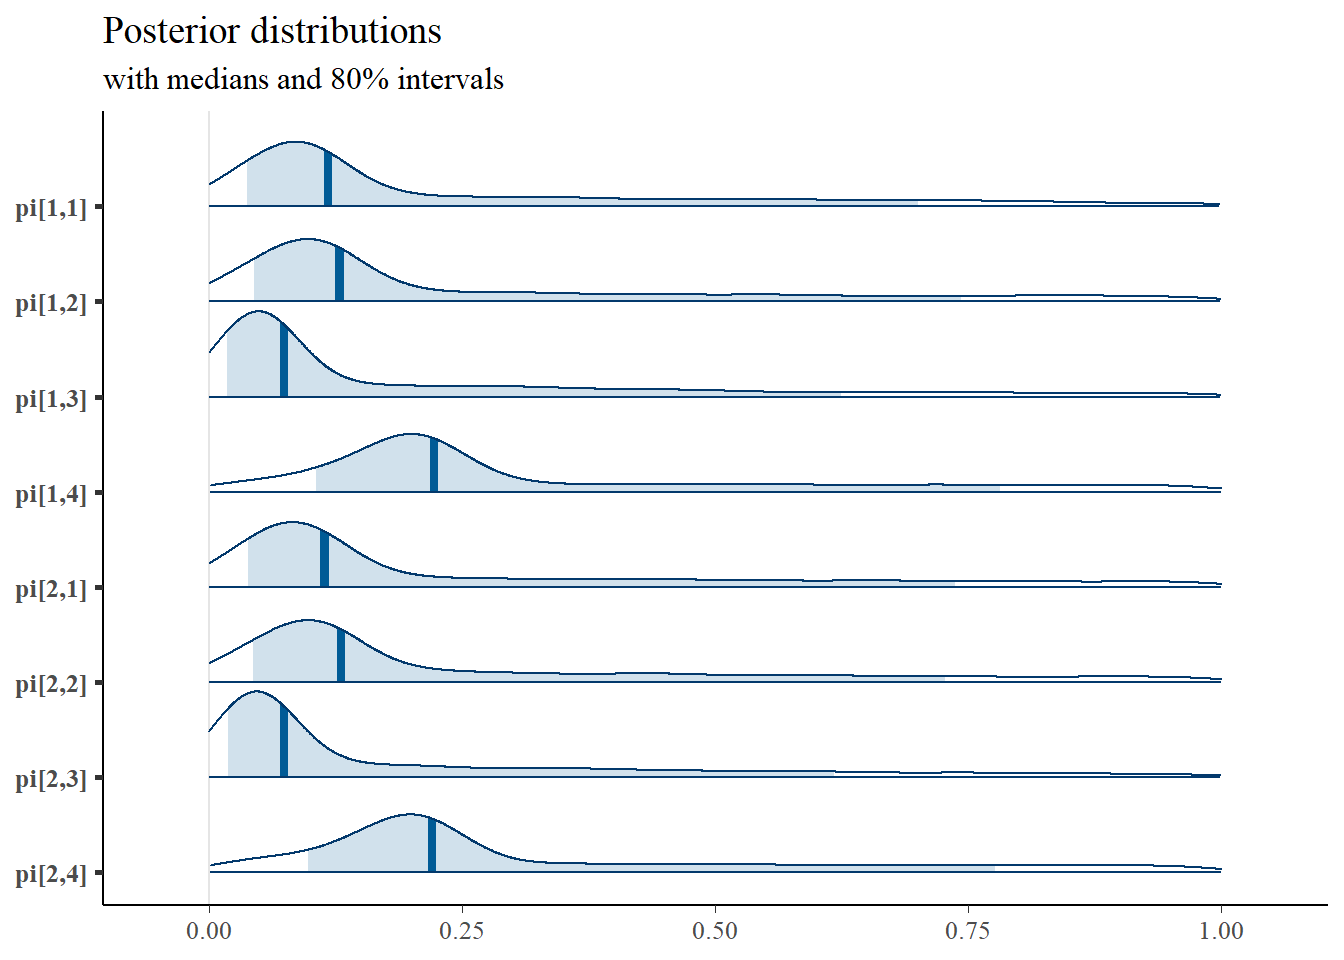 Posterior distributions
with medians and 80% intervals
pi[1,1]
pi[1,2]
pi[1,3]
pi[1,4]
pi[2,1]
pi[2,2]
pi[2,3]
pi[2,4]
0.00 0.25 0.50 0.75 1.00